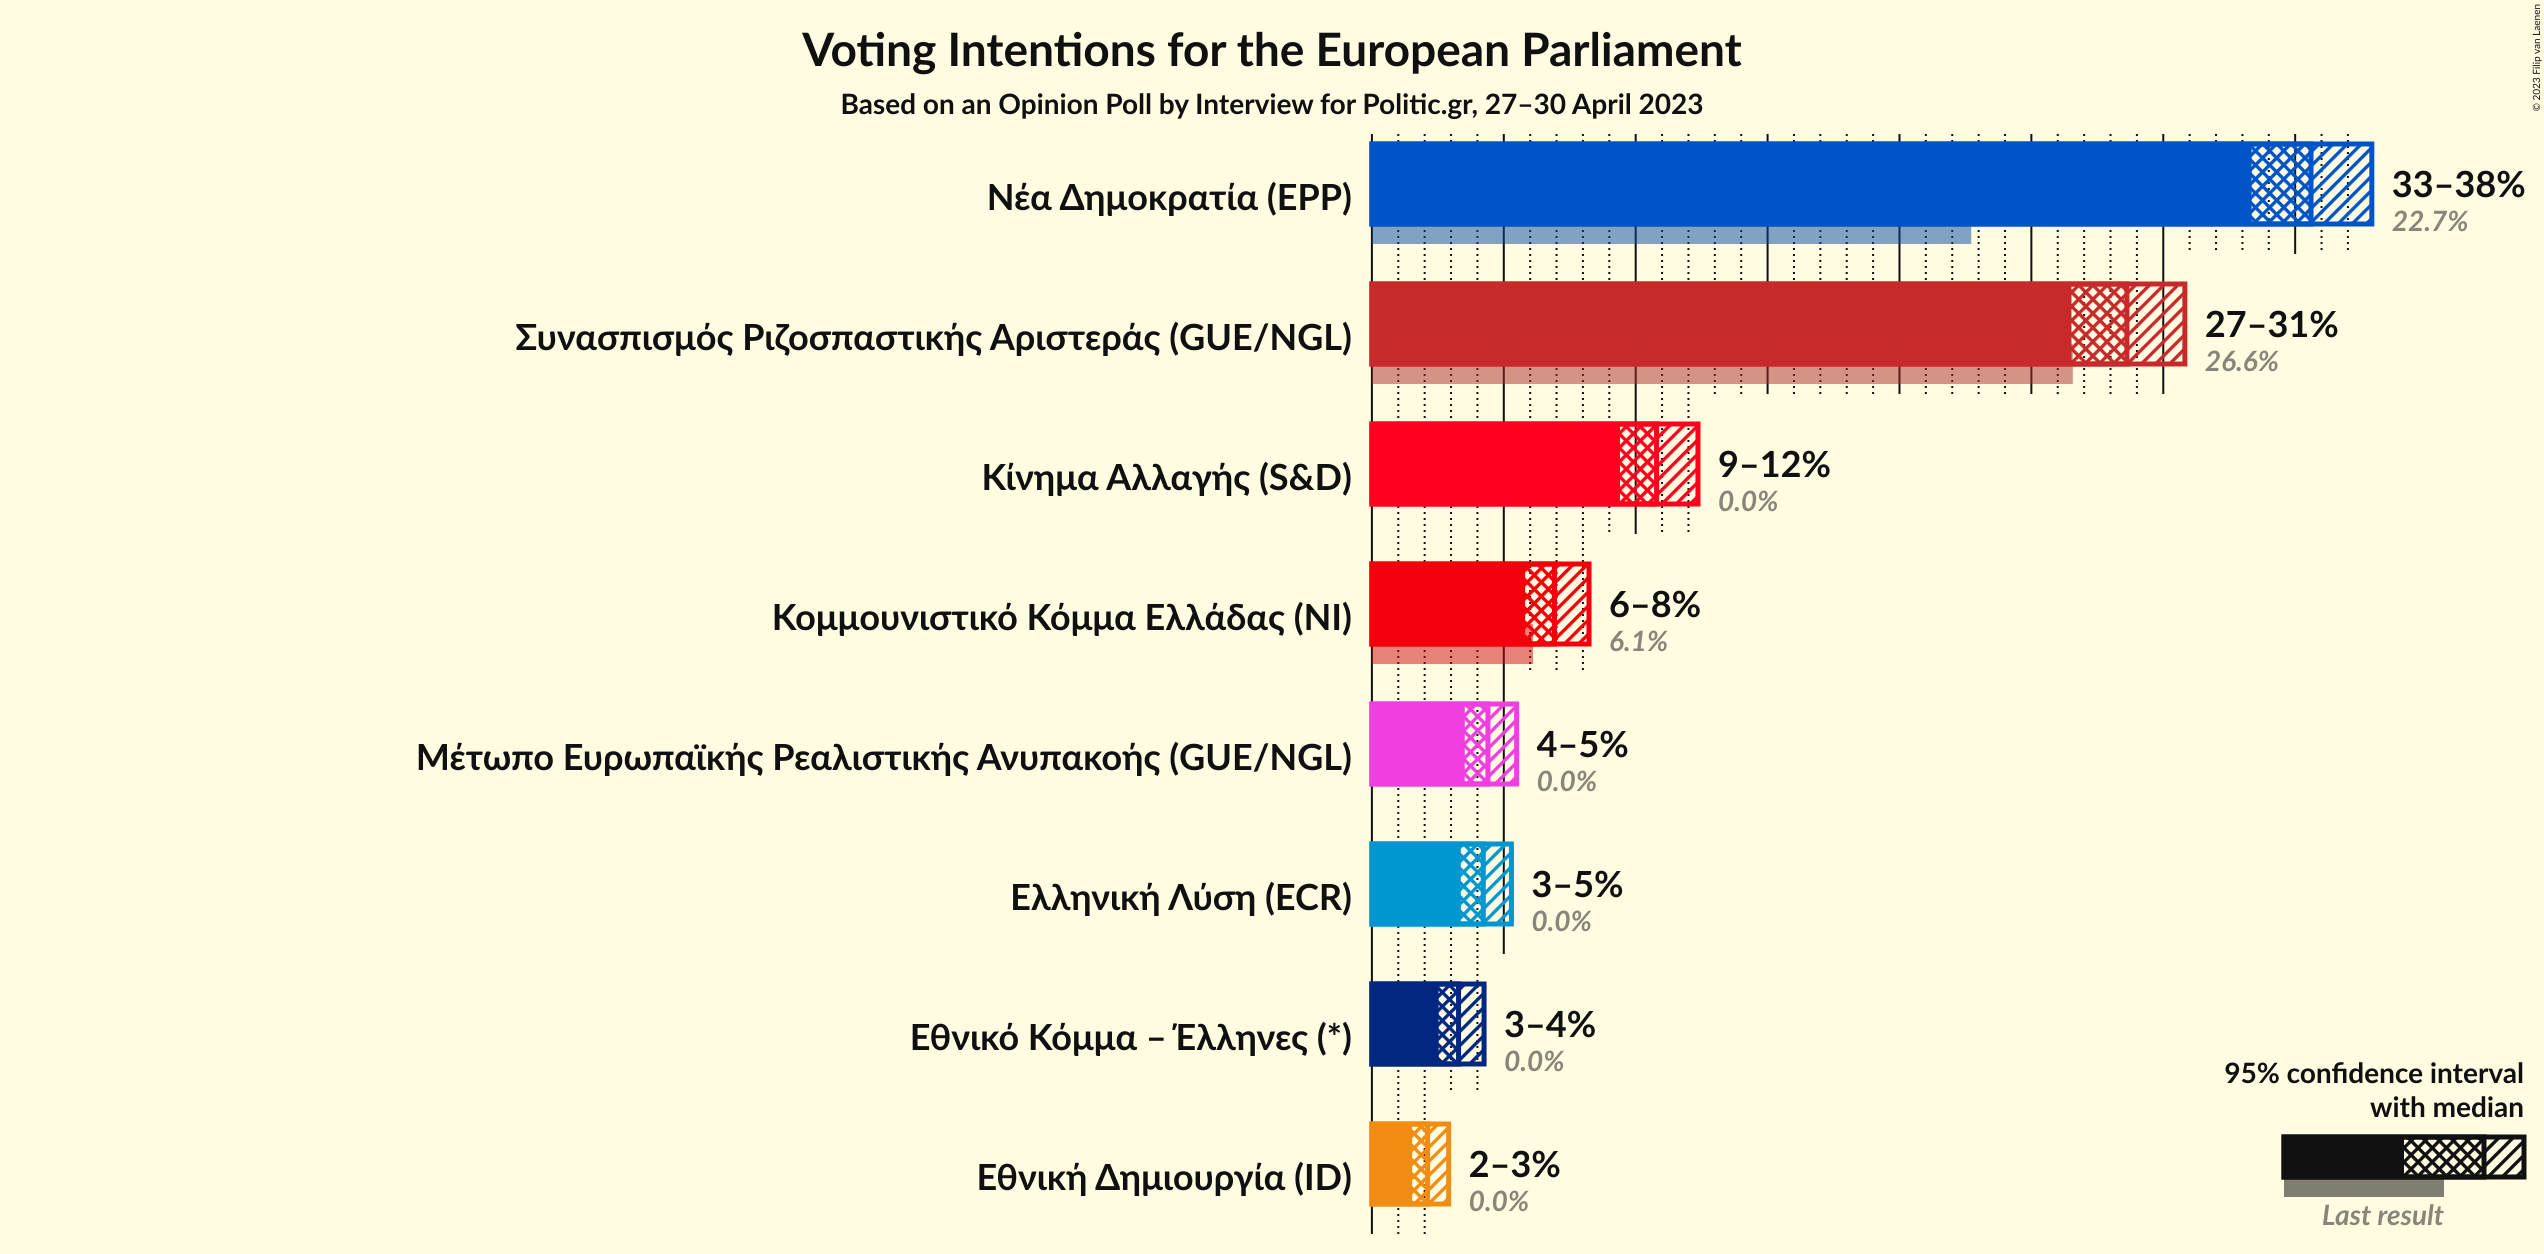 Voting Intentions for the European Parliament
Based on an Opinion Poll by Interview for Politic.gr, 27–30 April 2023
© 2023 Filip van Laenen
Νέα Δημοκρατία (EPP)
33–38%
22.7%
Συνασπισμός Ριζοσπαστικής Αριστεράς (GUE/NGL)
27–31%
26.6%
Κίνημα Αλλαγής (S&D)
9–12%
0.0%
Κομμουνιστικό Κόμμα Ελλάδας (NI)
6–8%
6.1%
Μέτωπο Ευρωπαϊκής Ρεαλιστικής Ανυπακοής (GUE/NGL)
4–5%
0.0%
Ελληνική Λύση (ECR)
3–5%
0.0%
Εθνικό Κόμμα – Έλληνες (*)
3–4%
0.0%
Εθνική Δημιουργία (ID)
2–3%
0.0%
95% confidence interval
with median
Last result